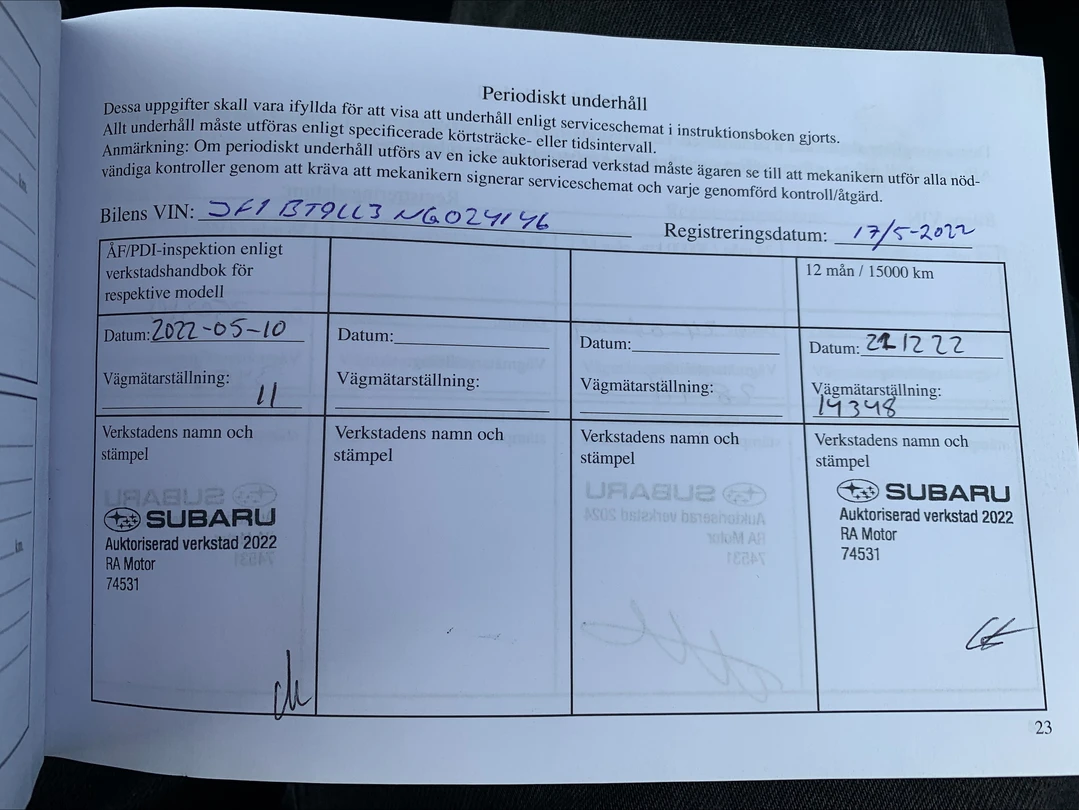 Periodiskt underhåll
Dessa uppgifter skall vara ifyllda för att visa att underhåll enligt serviceschemat i instruktionsboken gjorts.
Allt underhåll måste utföras enligt specificerade körtsträcke- eller tidsintervall.
Anmärkning: Om periodiskt underhåll utförs av en icke auktoriserad verkstad måste ägaren se till att mekanikern utför alla nöd-
vändiga kontroller genom att kräva att mekanikern signerar serviceschemat och varje genomförd kontroll/åtgärd.
Bilens VIN: JF1BT9LL3NG024146 Registreringsdatum: 17/5-2022
ÅF/PDI-inspektion enligt
verkstadshandbok för
respektive modell
Datum: 2022-05-10
Vägmätarställning:
11
Verkstadens namn och
stämpel
SUBARU
Auktoriserad verkstad 2022
RA Motor
74531
Datum:
Vägmätarställning:
Verkstadens namn och
stämpel
Datum:
Vägmätarställning:
Verkstadens namn och
stämpel
12 mån / 15000 km
Datum: 211222
Vägmätarställning:
14348
Verkstadens namn och
stämpel
SUBARU
Auktoriserad verkstad 2022
RA Motor
74531
23